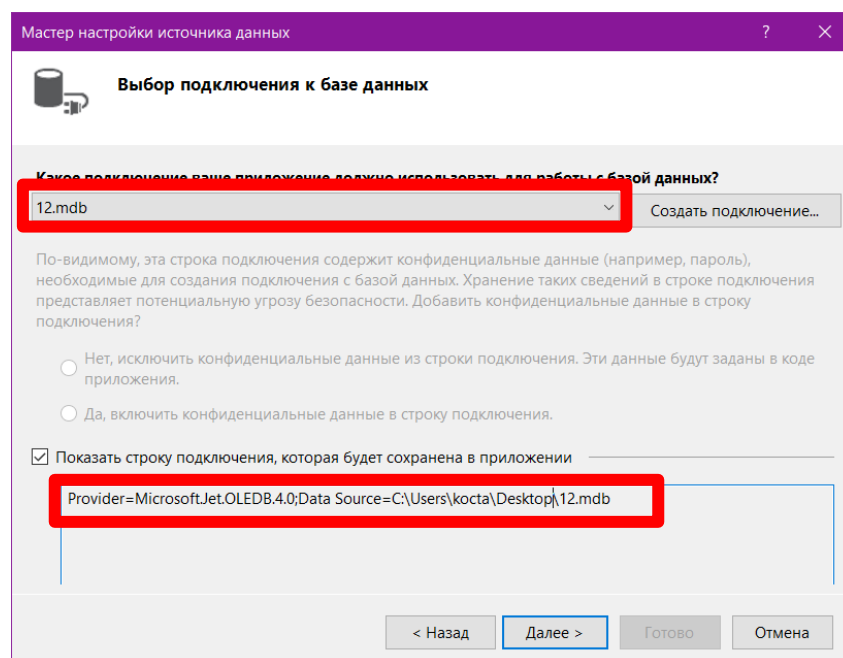 Мастер настройки источника данных ?
Выбор подключения к базе данных
Какое подключение ваше приложение должно использовать для работы с базой данных?
12.mdb
Создать подключение...
По-видимому, эта строка подключения содержит конфиденциальные данные (например, пароль),
необходимые для создания подключения с базой данных. Хранение таких сведений в строке подключения
представляет потенциальную угрозу безопасности. Добавить конфиденциальные данные в строку
подключения?
Нет, исключить конфиденциальные данные из строки подключения. Эти данные будут заданы в коде
приложения.
Да, включить конфиденциальные данные в строку подключения.
Показать строку подключения, которая будет сохранена в приложении
Provider=Microsoft.Jet.OLEDB.4.0;Data Source=C:\Users\kocta\Desktop\12.mdb
< Назад
Далее >
Готово
Отмена